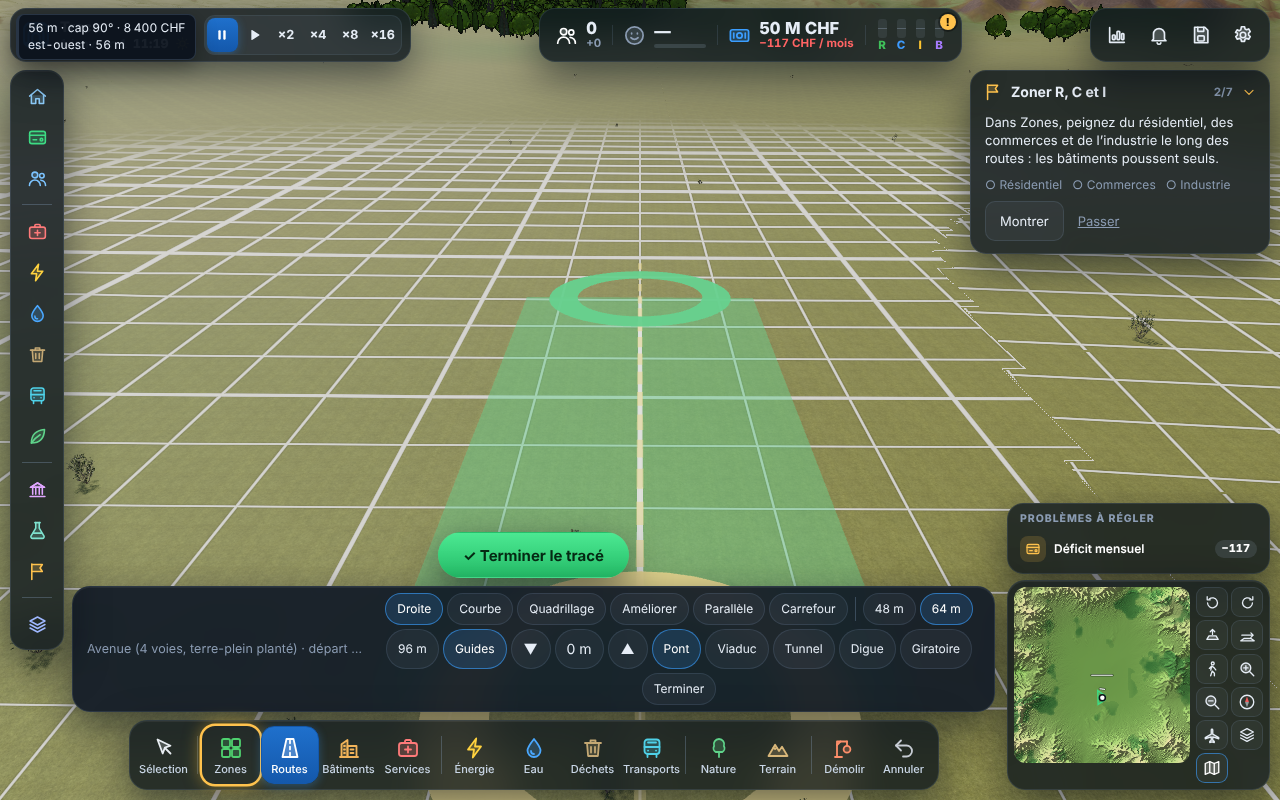 56 m · cap 90° · 8 400 CHF
est-ouest · 56 m
×2 ×4 ×8 ×16
0
+0
—
50 M CHF
−117 CHF / mois
R C I B
!
Zoner R, C et I 2/7
Dans Zones, peignez du résidentiel, des
commerces et de l’industrie le long des
routes : les bâtiments poussent seuls.
Résidentiel Commerces Industrie
Montrer Passer
PROBLÈMES À RÉGLER
Déficit mensuel −117
✓ Terminer le tracé
Droite Courbe Quadrillage Améliorer Parallèle Carrefour 48 m 64 m
Avenue (4 voies, terre-plein planté) · départ ... 96 m Guides ▼ 0 m ▲ Pont Viaduc Tunnel Digue Giratoire
Terminer
Sélection Zones Routes Bâtiments Services Énergie Eau Déchets Transports Nature Terrain Démolir Annuler